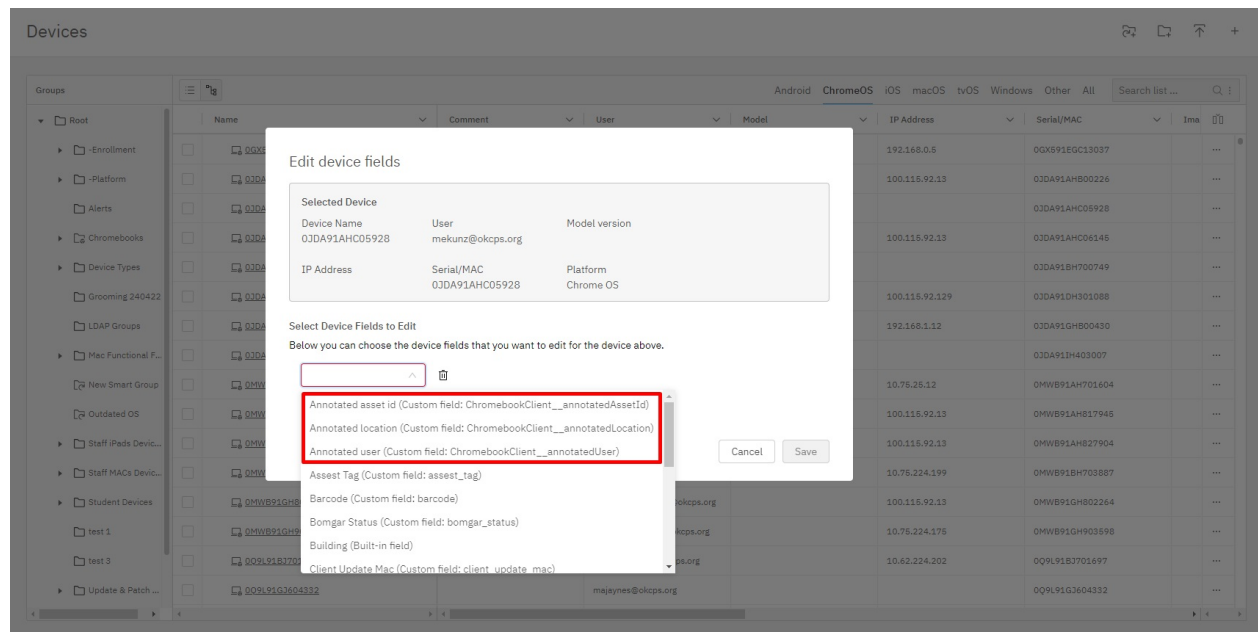 Devices
Groups
Android ChromeOS iOS macOS tvOS Windows Other All Search list ...
Root
Name Comment User Model IP Address Serial/MAC Ima
-Enrollment 192.168.0.5 0GX591EGC13037
-Platform 100.115.92.13 0JDA91AHB00226
Alerts 0JDA91AHC05928
Chromebooks 100.115.92.13 0JDA91AHC06145
Device Types 0JDA91BH700749
Grooming 240422 100.115.92.129 0JDA91DH301088
LDAP Groups 192.168.1.12 0JDA91GHB00430
Mac Functional F... 0JDA91IH403007
New Smart Group 10.75.25.12 0MWB91AH701604
Outdated OS 100.115.92.13 0MWB91AH817945
Staff iPads Devic... 100.115.92.13 0MWB91AH827904
Staff MACs Devic... 10.75.224.199 0MWB91BH703887
Student Devices 100.115.92.13 0MWB91GH802264
test 1 10.75.224.175 0MWB91GH903598
test 3 10.62.224.202 0Q9L91BJ701697
Update & Patch ... 0Q9L91GJ604332 majaynes@okcps.org 0Q9L91GJ604332
Edit device fields
Selected Device
Device Name User Model version
0JDA91AHC05928 mekunz@okcps.org
IP Address Serial/MAC Platform
0JDA91AHC05928 Chrome OS
Select Device Fields to Edit
Below you can choose the device fields that you want to edit for the device above.
Annotated asset id (Custom field: ChromebookClient__annotatedAssetId)
Annotated location (Custom field: ChromebookClient__annotatedLocation)
Annotated user (Custom field: ChromebookClient__annotatedUser)
Assest Tag (Custom field: assest_tag)
Barcode (Custom field: barcode)
Bomgar Status (Custom field: bomgar_status)
Building (Built-in field)
Client Update Mac (Custom field: client_update_mac)
Cancel Save